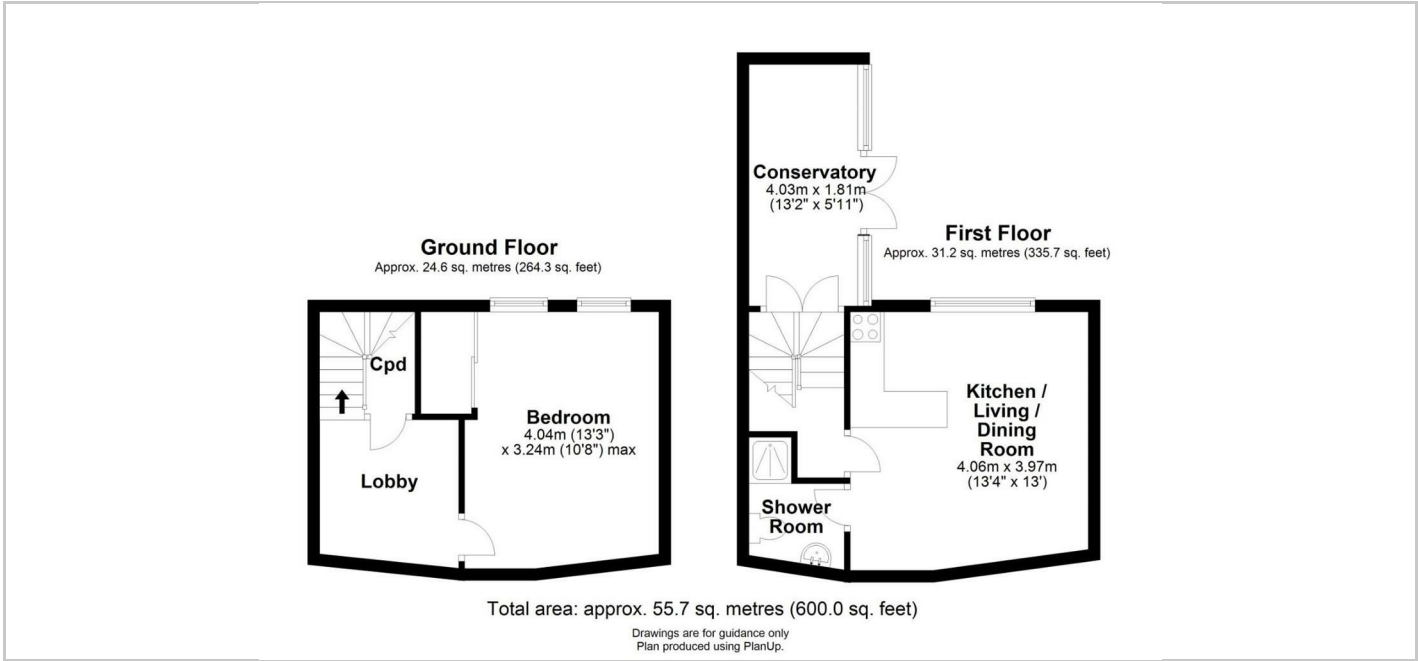 Ground Floor
Approx. 24.6 sq. metres (264.3 sq. feet)
Cpd
Bedroom
4.04m (13'3")
x 3.24m (10'8") max
Lobby
Conservatory
4.03m x 1.81m
(13'2" x 5'11")
First Floor
Approx. 31.2 sq. metres (335.7 sq. feet)
Kitchen /
Living /
Dining
Room
4.06m x 3.97m
(13'4" x 13')
Shower
Room
Total area: approx. 55.7 sq. metres (600.0 sq. feet)
Drawings are for guidance only
Plan produced using PlanUp.